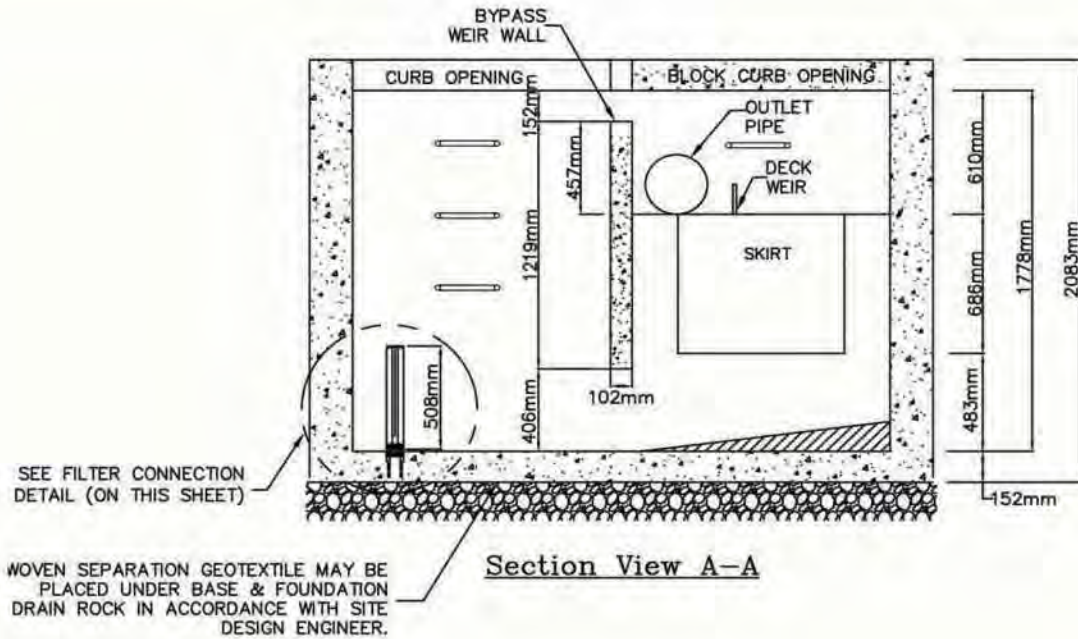 BYPASS
WEIR WALL
CURB OPENING
BLOCK CURB OPENING
152mm
OUTLET
PIPE
457mm
DECK
WEIR
610mm
1219mm
SKIRT
686mm
1778mm
2083mm
508mm
406mm
102mm
483mm
SEE FILTER CONNECTION
DETAIL (ON THIS SHEET)
152mm
WOVEN SEPARATION GEOTEXTILE MAY BE
PLACED UNDER BASE & FOUNDATION
DRAIN ROCK IN ACCORDANCE WITH SITE
DESIGN ENGINEER.
Section View A-A